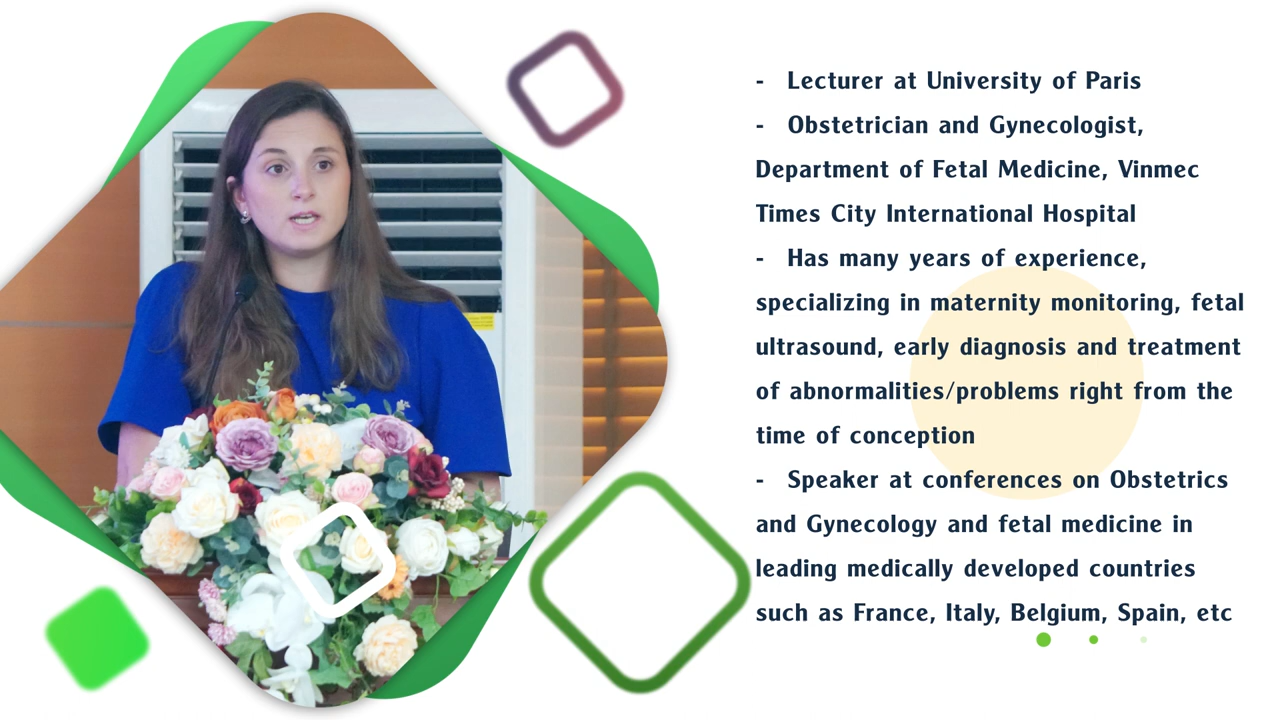 - Lecturer at University of Paris
- Obstetrician and Gynecologist,
Department of Fetal Medicine, Vinmec
Times City International Hospital
- Has many years of experience,
specializing in maternity monitoring, fetal
ultrasound, early diagnosis and treatment
of abnormalities/problems right from the
time of conception
- Speaker at conferences on Obstetrics
and Gynecology and fetal medicine in
leading medically developed countries
such as France, Italy, Belgium, Spain, etc